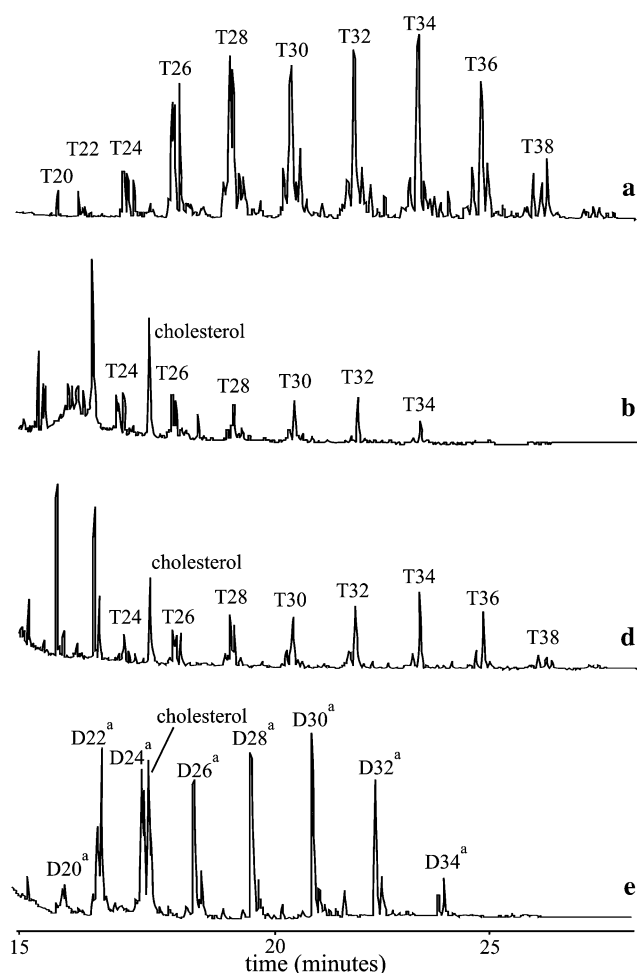 T20 T22 T24 T26 T28 T30 T32 T34 T36 T38
a
cholesterol
T24 T26 T28 T30 T32 T34
b
cholesterol
T24 T26 T28 T30 T32 T34 T36 T38
d
cholesterol
D20a D22a D24a D26a D28a D30a D32a D34a
e
15 20 25
time (minutes)